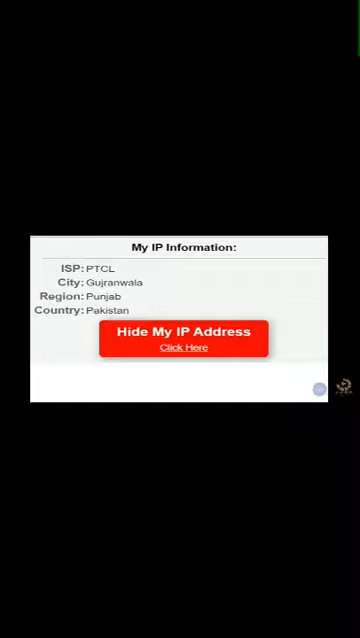 My IP Information:
ISP: PTCL
City: Gujranwala
Region: Punjab
Country: Pakistan
Hide My IP Address
Click Here